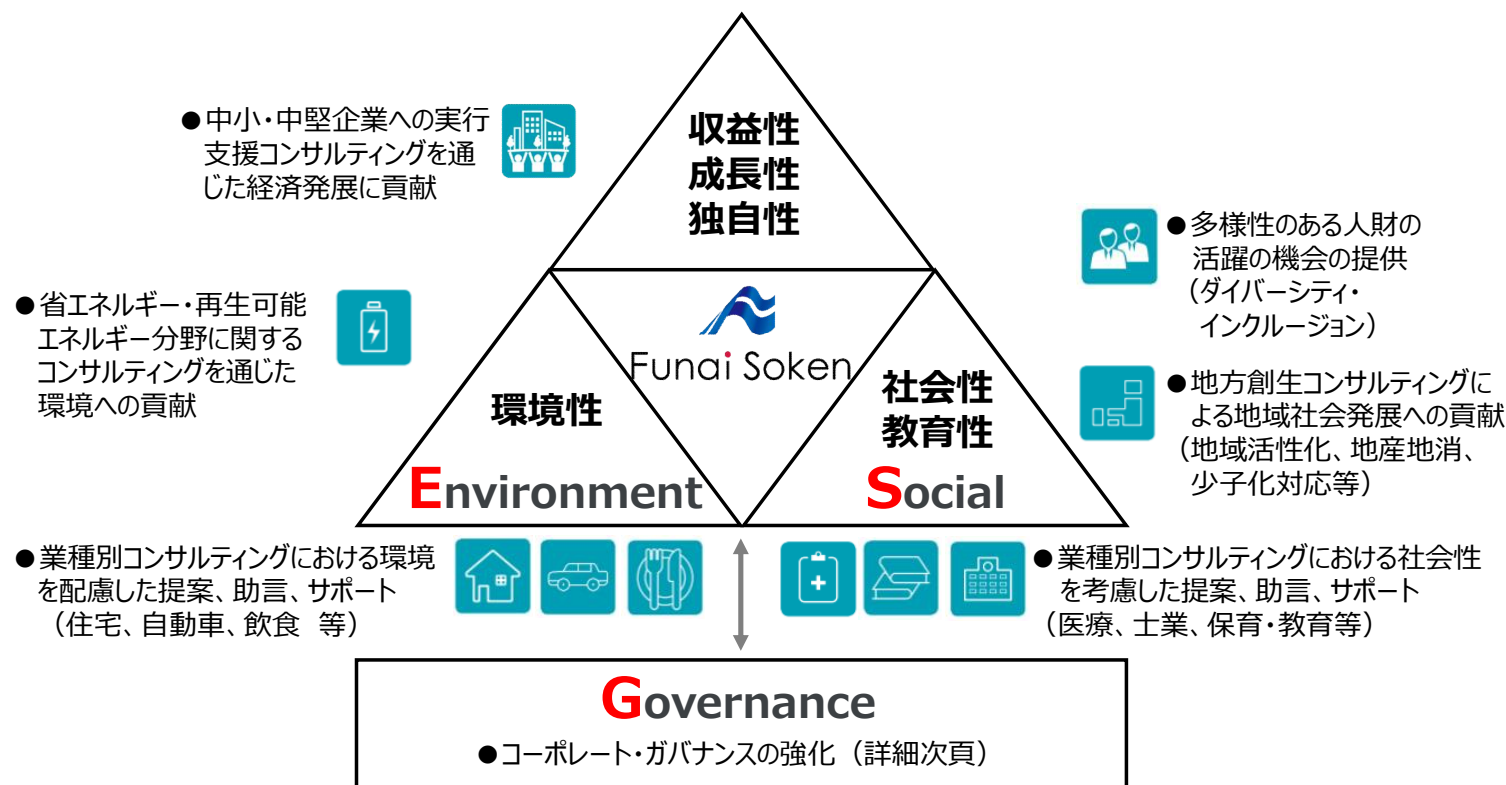 収益性
成長性
独自性
●中小・中堅企業への実行
支援コンサルティングを通
じた経済発展に貢献
●多様性のある人財の
活躍の機会の提供
（ダイバーシティ・
インクルージョン）
●省エネルギー・再生可能
エネルギー分野に関する
コンサルティングを通じた
環境への貢献
Funai Soken
環境性
Environment
社会性
教育性
Social
●地方創生コンサルティングに
よる地域社会発展への貢献
（地域活性化、地産地消、
少子化対応等）
●業種別コンサルティングにおける環境
を配慮した提案、助言、サポート
（住宅、自動車、飲食 等）
●業種別コンサルティングにおける社会性
を考慮した提案、助言、サポート
（医療、士業、保育・教育等）
Governance
●コーポレート・ガバナンスの強化（詳細次頁）